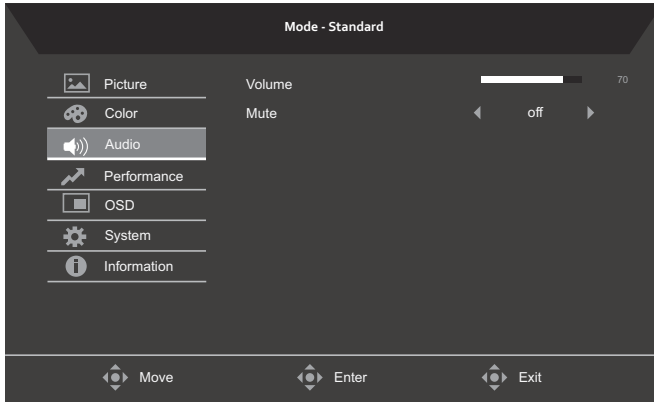 Mode - Standard
Picture
Volume
70
Color
Mute
off
Audio
Performance
OSD
System
Information
Move
Enter
Exit